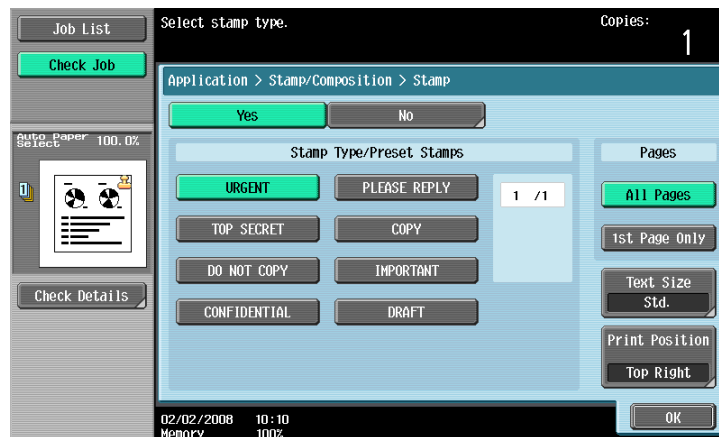 Job List
Check Job
Select stamp type.
Copies:
1
Application > Stamp/Composition > Stamp
Yes
No
Auto Paper Select 100.0%
1
Stamp Type/Preset Stamps
URGENT
PLEASE REPLY
TOP SECRET
COPY
DO NOT COPY
IMPORTANT
CONFIDENTIAL
DRAFT
1 /1
Pages
All Pages
1st Page Only
Text Size
Std.
Print Position
Top Right
Check Details
02/02/2008 10:10
Memory 100%
OK